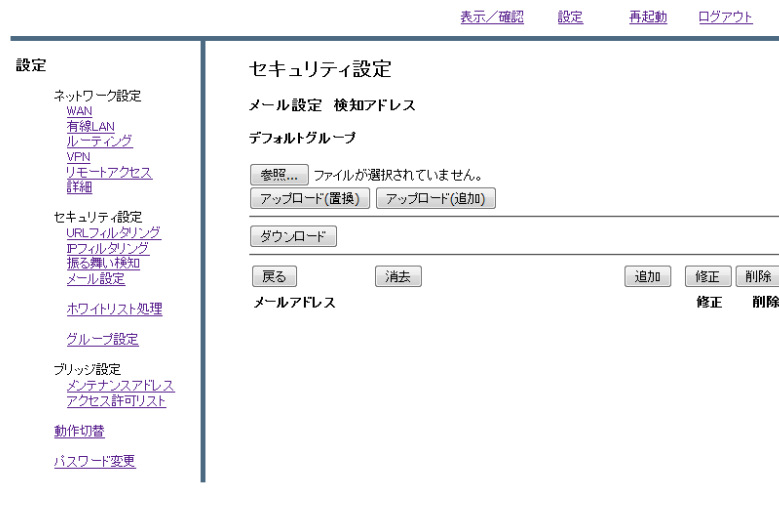 表示／確認 設定 再起動 ログアウト
設定
ネットワーク設定
WAN
有線LAN
ルーティング
VPN
リモートアクセス
詳細
セキュリティ設定
URLフィルタリング
IPフィルタリング
振る舞い検知
メール設定
ホワイトリスト処理
グループ設定
ブリッジ設定
メンテナンスアドレス
アクセス許可リスト
動作切替
パスワード変更
セキュリティ設定
メール設定 検知アドレス
デフォルトグループ
参照... ファイルが選択されていません。
アップロード(置換) アップロード(追加)
ダウンロード
戻る 消去 追加 修正 削除
メールアドレス 修正 削除